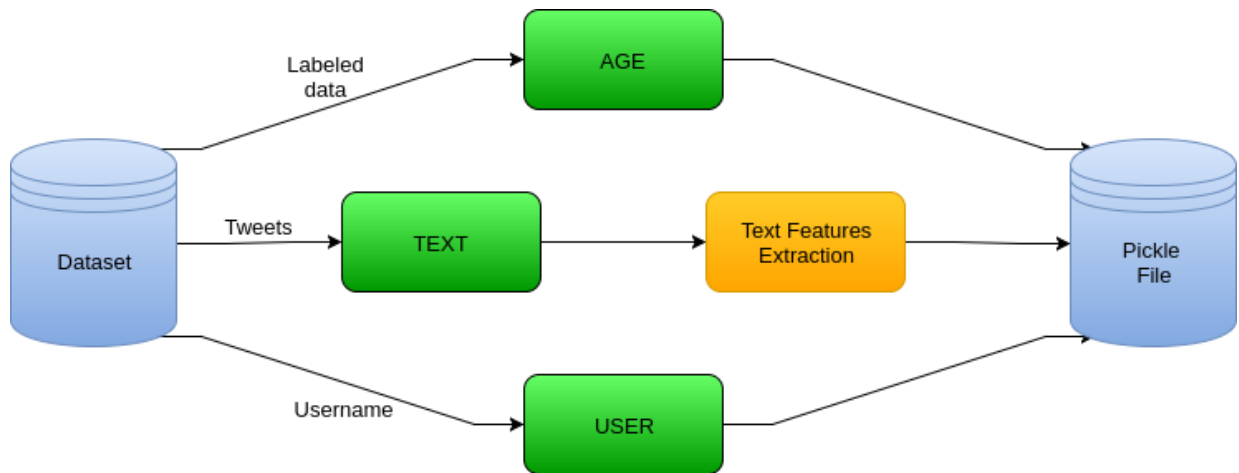 Labeled
data
AGE
Dataset
Tweets
TEXT
Text Features
Extraction
Pickle
File
Username
USER